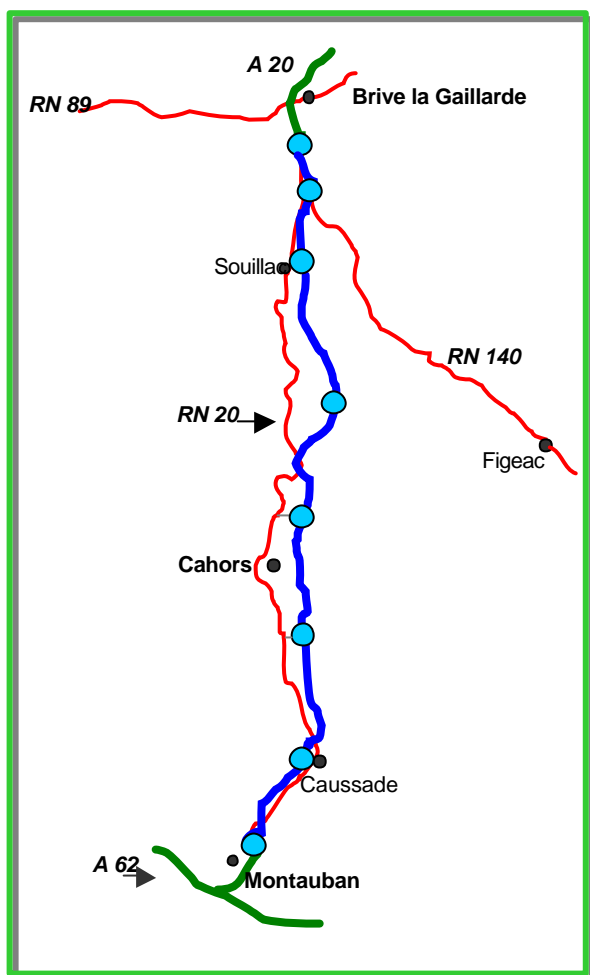 A 20
RN 89
Brive la Gaillarde
Souillac
RN 140
RN 20
Figeac
Cahors
Caussade
A 62
Montauban